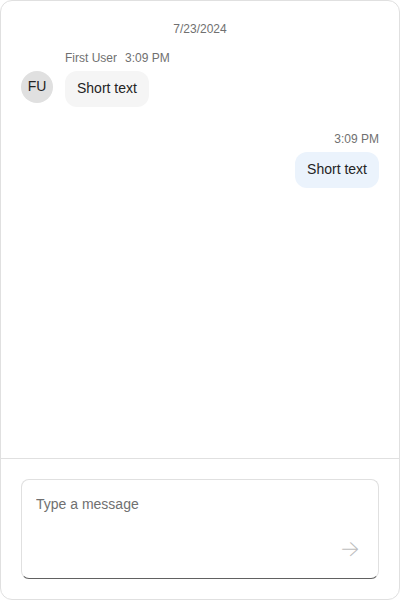 7/23/2024
First User 3:09 PM
FU
Short text
3:09 PM
Short text
Type a message